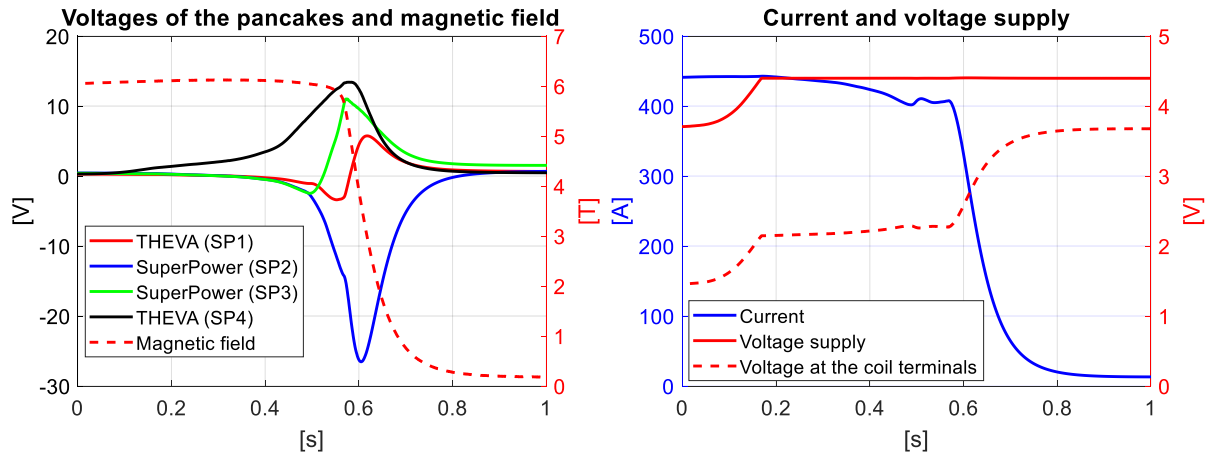 Voltages of the pancakes and magnetic field
20
10
0
-10
-20
-30
[V]
7
6
5
4
3
2
1
0
[T]
THEVA (SP1)
SuperPower (SP2)
SuperPower (SP3)
THEVA (SP4)
Magnetic field
0 0.2 0.4 0.6 0.8 1
[s]
Current and voltage supply
500
400
300
200
100
0
[A]
5
4
3
2
1
0
[V]
Current
Voltage supply
Voltage at the coil terminals
0 0.2 0.4 0.6 0.8 1
[s]